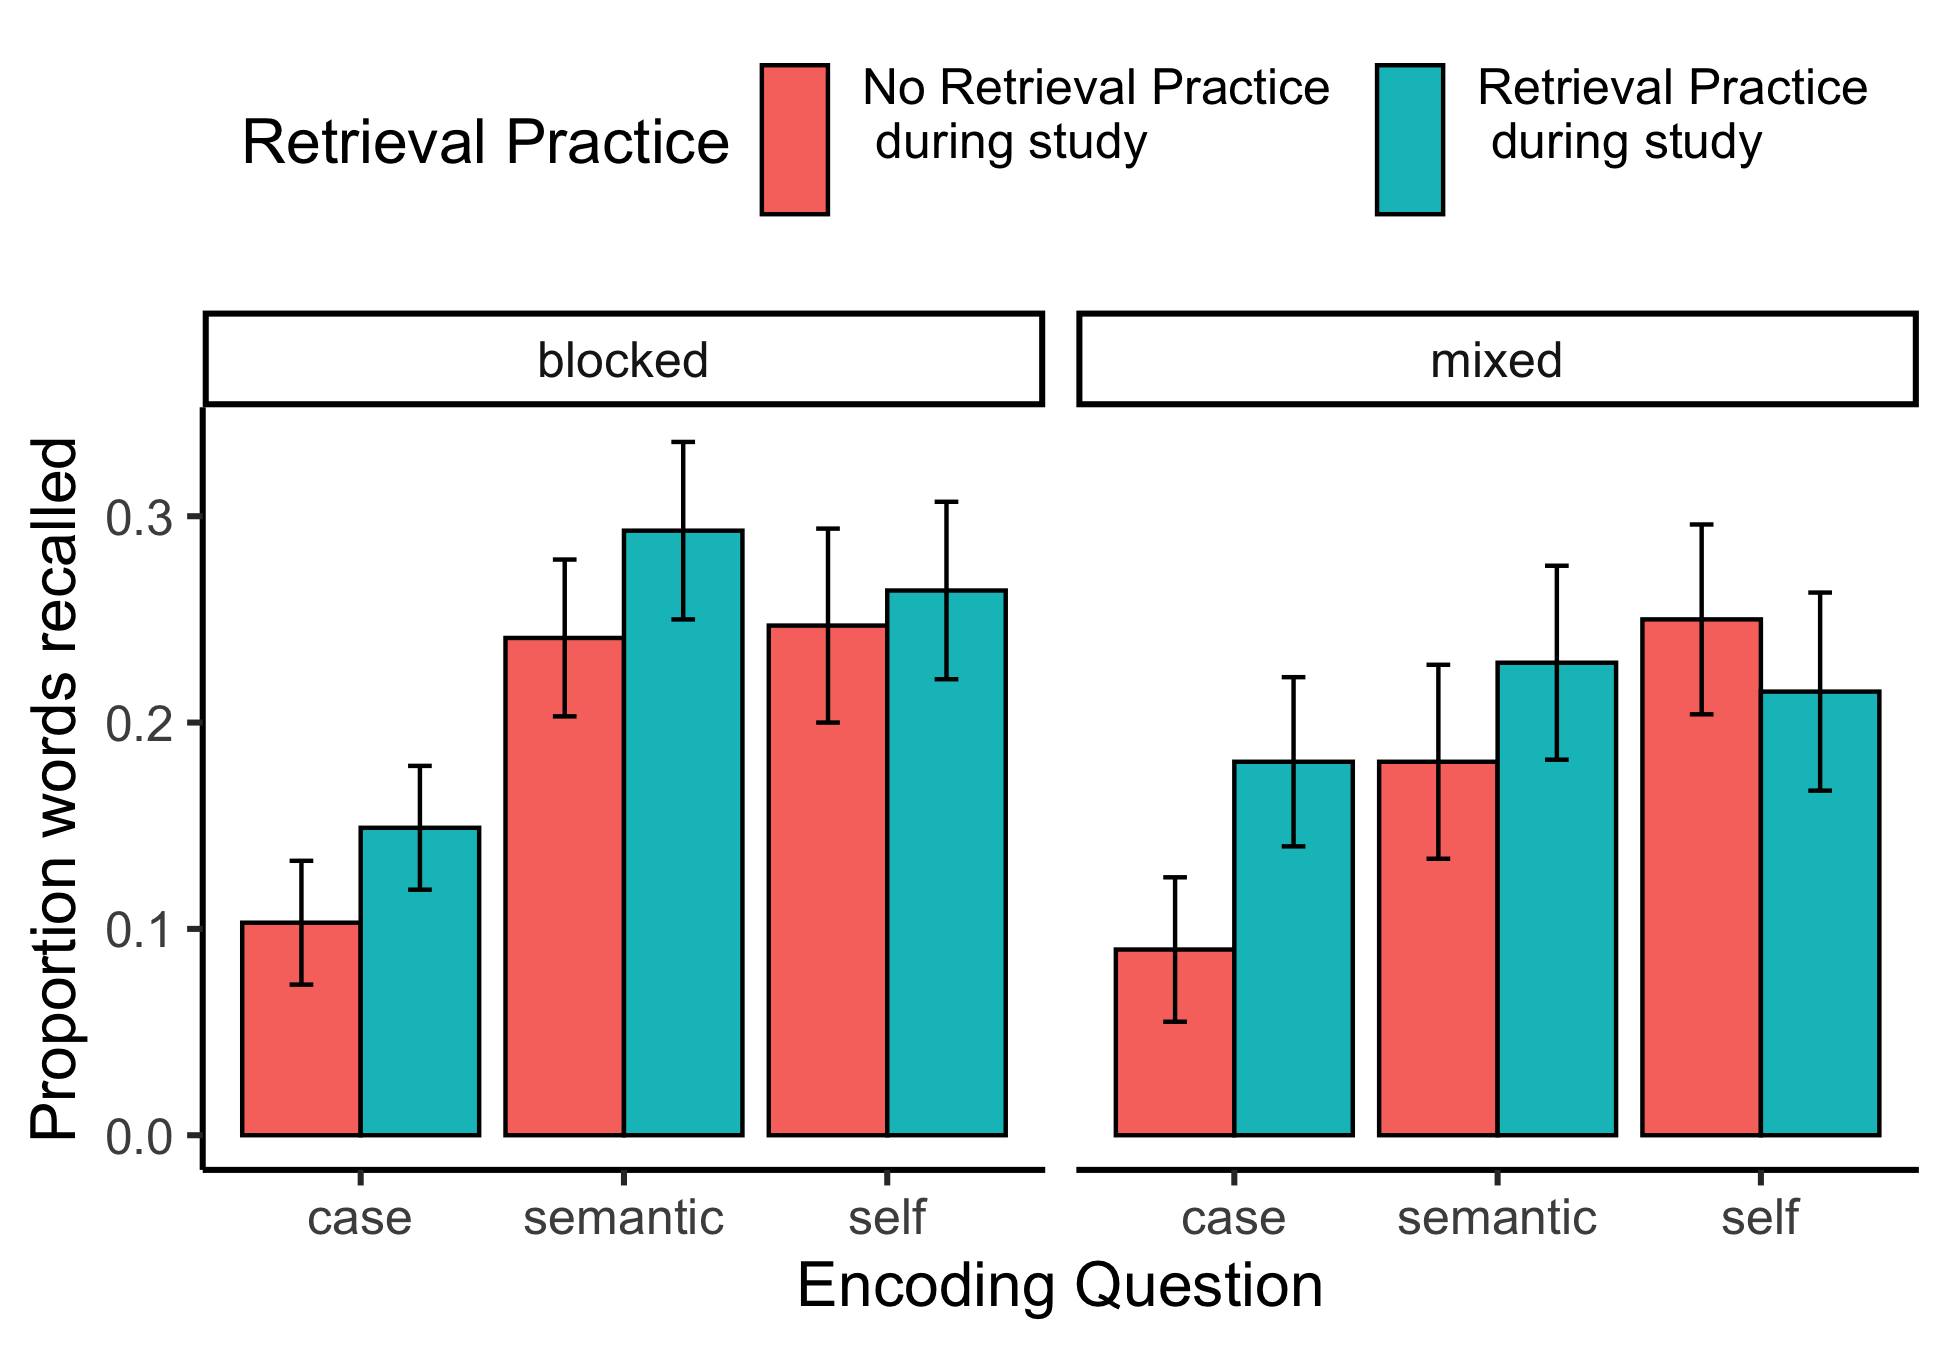 Retrieval Practice
No Retrieval Practice
during study
Retrieval Practice
during study
blocked
mixed
Proportion words recalled
0.3
0.2
0.1
0.0
case
semantic
self
case
semantic
self
Encoding Question